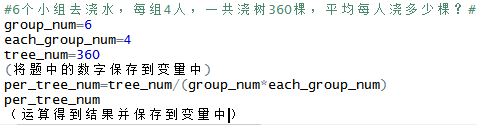 #6个小组去浇水，每组4人，一共浇树360棵，平均每人浇多少棵？#
group_num=6
each_group_num=4
tree_num=360
(将题中的数字保存到变量中)
per_tree_num=tree_num/(group_num*each_group_num)
per_tree_num
（运算得到结果并保存到变量中）